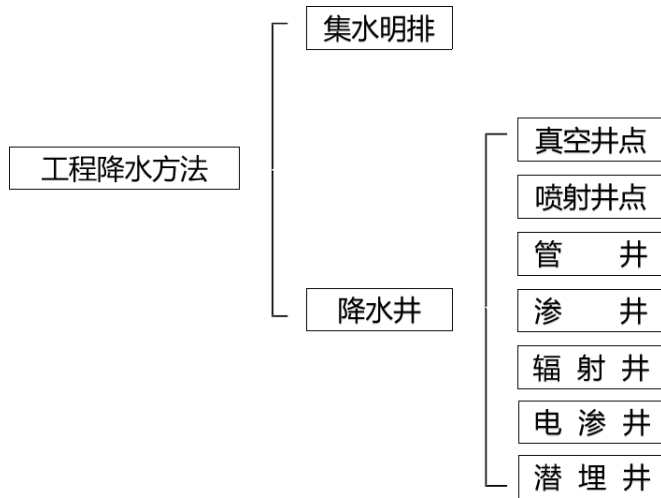 集水明排
工程降水方法
降水井
真空井点
喷射井点
管 井
渗 井
辐 射 井
电 渗 井
潜 埋 井